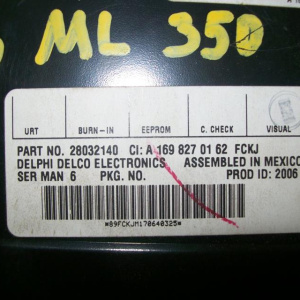 ML 350
URT BURN-IN EEPROM C. CHECK VISUAL
PART NO. 28032140 CI: A 169 827 01 62 FCKJ
DELPHI DELCO ELECTRONICS ASSEMBLED IN MEXICO
SER MAN 6 PKG. NO. PROD ID: 2006
*09FCKJM170640325*